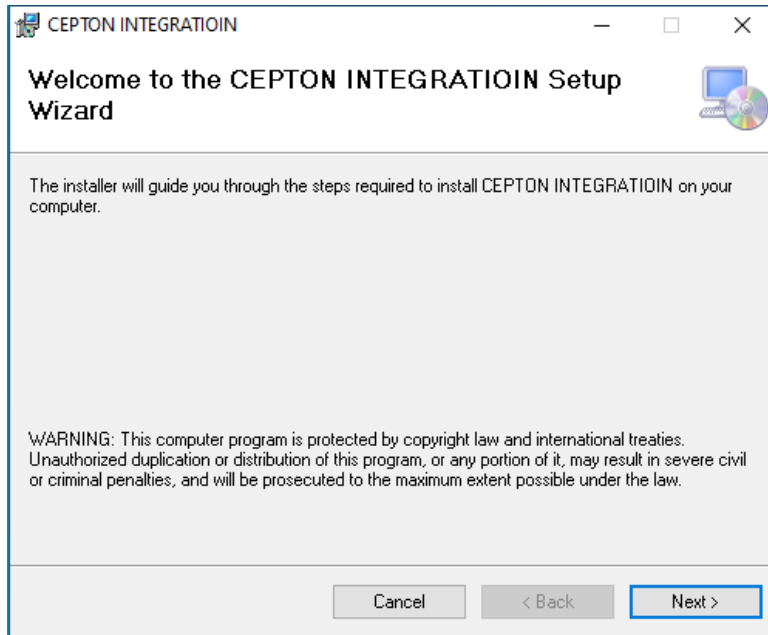 CEPTON INTEGRATIOIN
Welcome to the CEPTON INTEGRATIOIN Setup
Wizard
The installer will guide you through the steps required to install CEPTON INTEGRATIOIN on your
computer.
WARNING: This computer program is protected by copyright law and international treaties.
Unauthorized duplication or distribution of this program, or any portion of it, may result in severe civil
or criminal penalties, and will be prosecuted to the maximum extent possible under the law.
Cancel
< Back
Next >